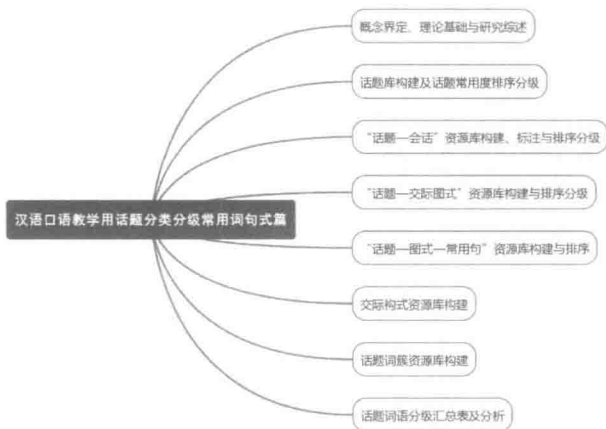 概念界定、理论基础与研究综述
话题库构建及话题常用度排序分级
“话题—会话”资源库构建、标注与排序分级
“话题—交际图式”资源库构建与排序分级
汉语口语教学用话题分类分级常用词句式篇
“话题—图式—常用句”资源库构建与排序
交际构式资源库构建
话题词簇资源库构建
话题词语分级汇总表及分析